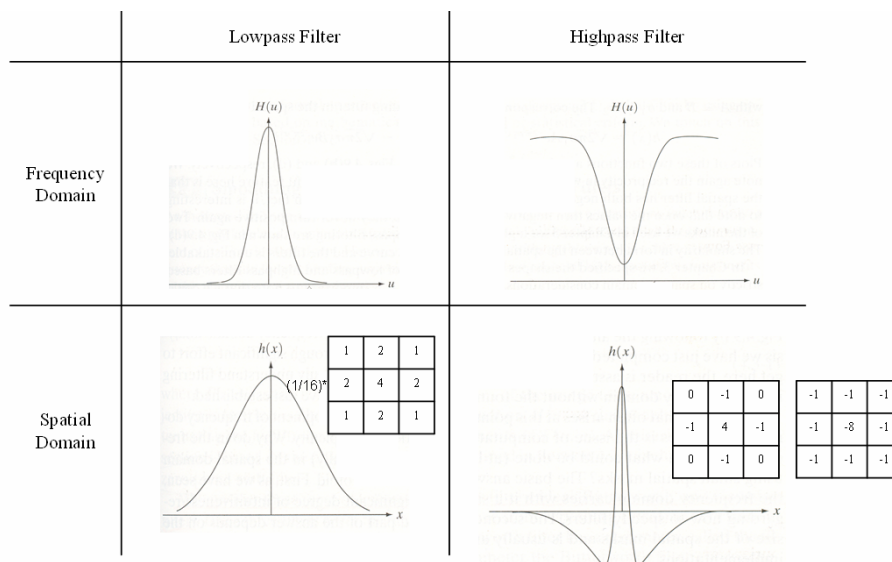 Lowpass Filter
Highpass Filter
Frequency
Domain
H(u)
u
H(u)
u
Spatial
Domain
h(x)
(1/16)*
1 2 1
2 4 2
1 2 1
x
h(x)
0 -1 0
-1 4 -1
0 -1 0
-1 -1 -1
-1 -8 -1
-1 -1 -1
x